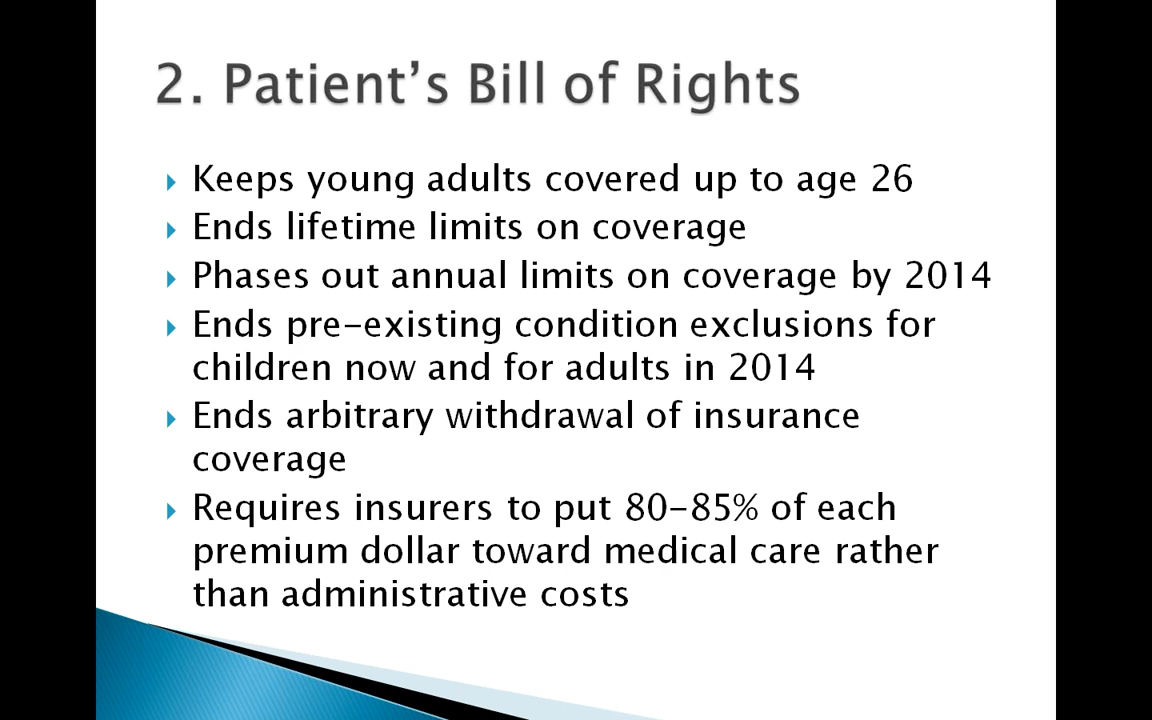 2. Patient’s Bill of Rights
Keeps young adults covered up to age 26
Ends lifetime limits on coverage
Phases out annual limits on coverage by 2014
Ends pre-existing condition exclusions for
children now and for adults in 2014
Ends arbitrary withdrawal of insurance
coverage
Requires insurers to put 80-85% of each
premium dollar toward medical care rather
than administrative costs